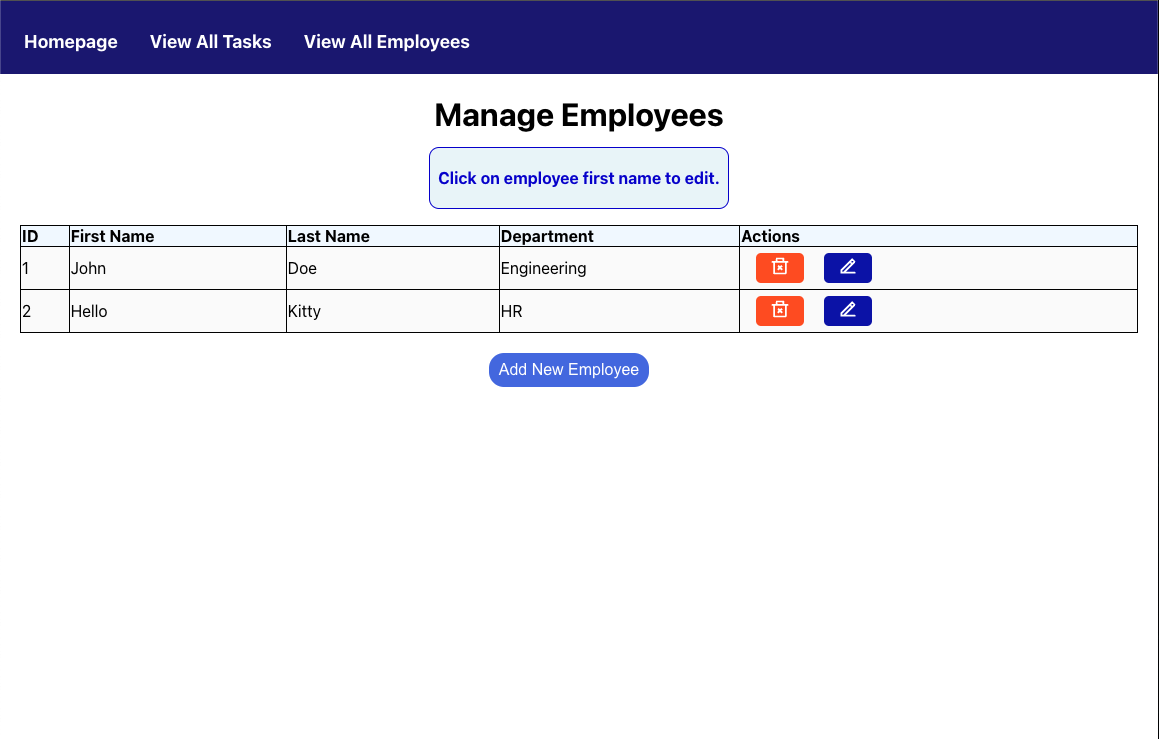 Homepage View All Tasks View All Employees
Manage Employees
Click on employee first name to edit.
ID First Name Last Name Department Actions
1 John Doe Engineering
2 Hello Kitty HR
Add New Employee